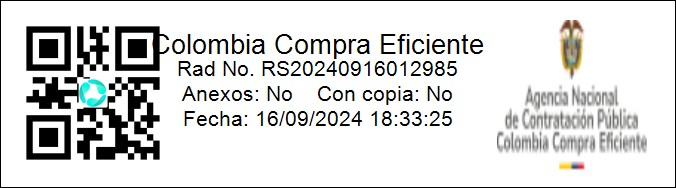 Colombia Compra Eficiente
Rad No. RS20240916012985
Anexos: No    Con copia: No
Fecha: 16/09/2024 18:33:25
Agencia Nacional
de Contratación Pública
Colombia Compra Eficiente